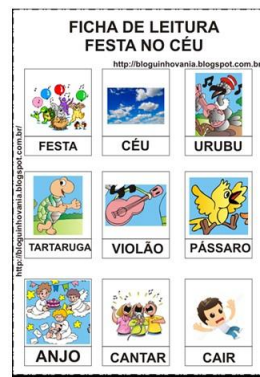 FICHA DE LEITURA
FESTA NO CÉU
http://bloguinhovania.blogspot.com.br/
http://bloguinhovania.blogspot.com.br/
FESTA
CÉU
URUBU
TARTARUGA
VIOLÃO
PÁSSARO
ANJO
CANTAR
CAIR